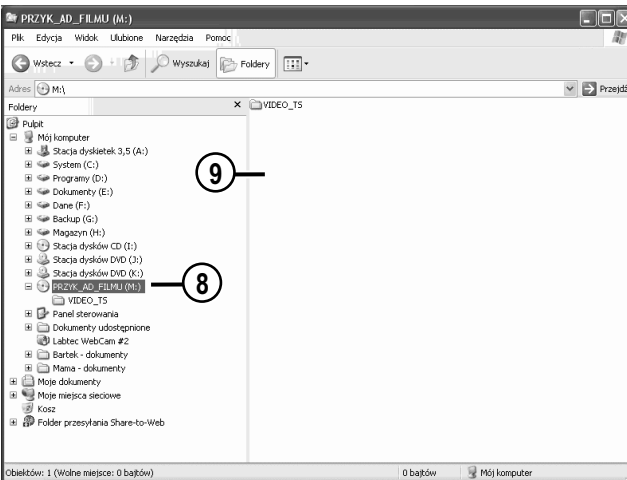 PRZYK_AD_FILMU (M:)
Plik Edycja Widok Ulubione Narzędzia Pomoc
Wstecz Wyszukaj Foldery
Adres M:\ Przejdź
Foldery x VIDEO_TS
Pulpit
Mój komputer
Stacja dyskietek 3,5 (A:)
System (C:)
Programy (D:)
Dokumenty (E:)
Dane (F:)
Backup (G:)
Magazyn (H:)
Stacja dysków CD (I:)
Stacja dysków DVD (J:)
Stacja dysków DVD (K:)
PRZYK_AD_FILMU (M:)
VIDEO_TS
Panel sterowania
Dokumenty udostępnione
Labtec WebCam #2
Bartek - dokumenty
Mama - dokumenty
Moje dokumenty
Moje miejsca sieciowe
Kosz
Folder przesyłania Share-to-Web
9
8
Obiektów: 1 (Wolne miejsce: 0 bajtów) 0 bajtów Mój komputer